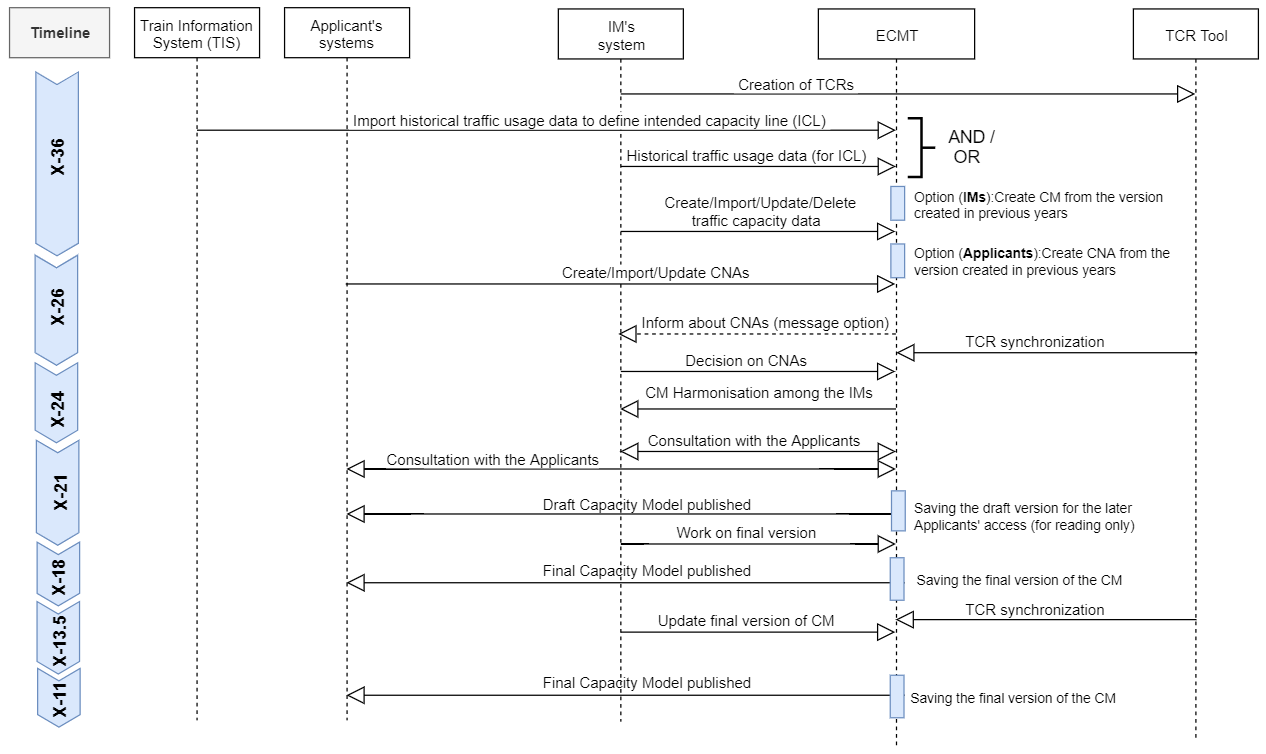 Timeline
Train Information
System (TIS)
Applicant's
systems
IM's
system
ECMT
TCR Tool
X-36
Creation of TCRs
Import historical traffic usage data to define intended capacity line (ICL)
Historical traffic usage data (for ICL)
AND /
OR
Create/Import/Update/Delete
traffic capacity data
Option (IMs):Create CM from the version
created in previous years
Option (Applicants):Create CNA from the
version created in previous years
X-26
Create/Import/Update CNAs
Inform about CNAs (message option)
TCR synchronization
Decision on CNAs
X-24
CM Harmonisation among the IMs
Consultation with the Applicants
X-21
Consultation with the Applicants
Draft Capacity Model published
Saving the draft version for the later
Applicants' access (for reading only)
Work on final version
X-18
Final Capacity Model published
Saving the final version of the CM
X-13.5
TCR synchronization
Update final version of CM
X-11
Final Capacity Model published
Saving the final version of the CM